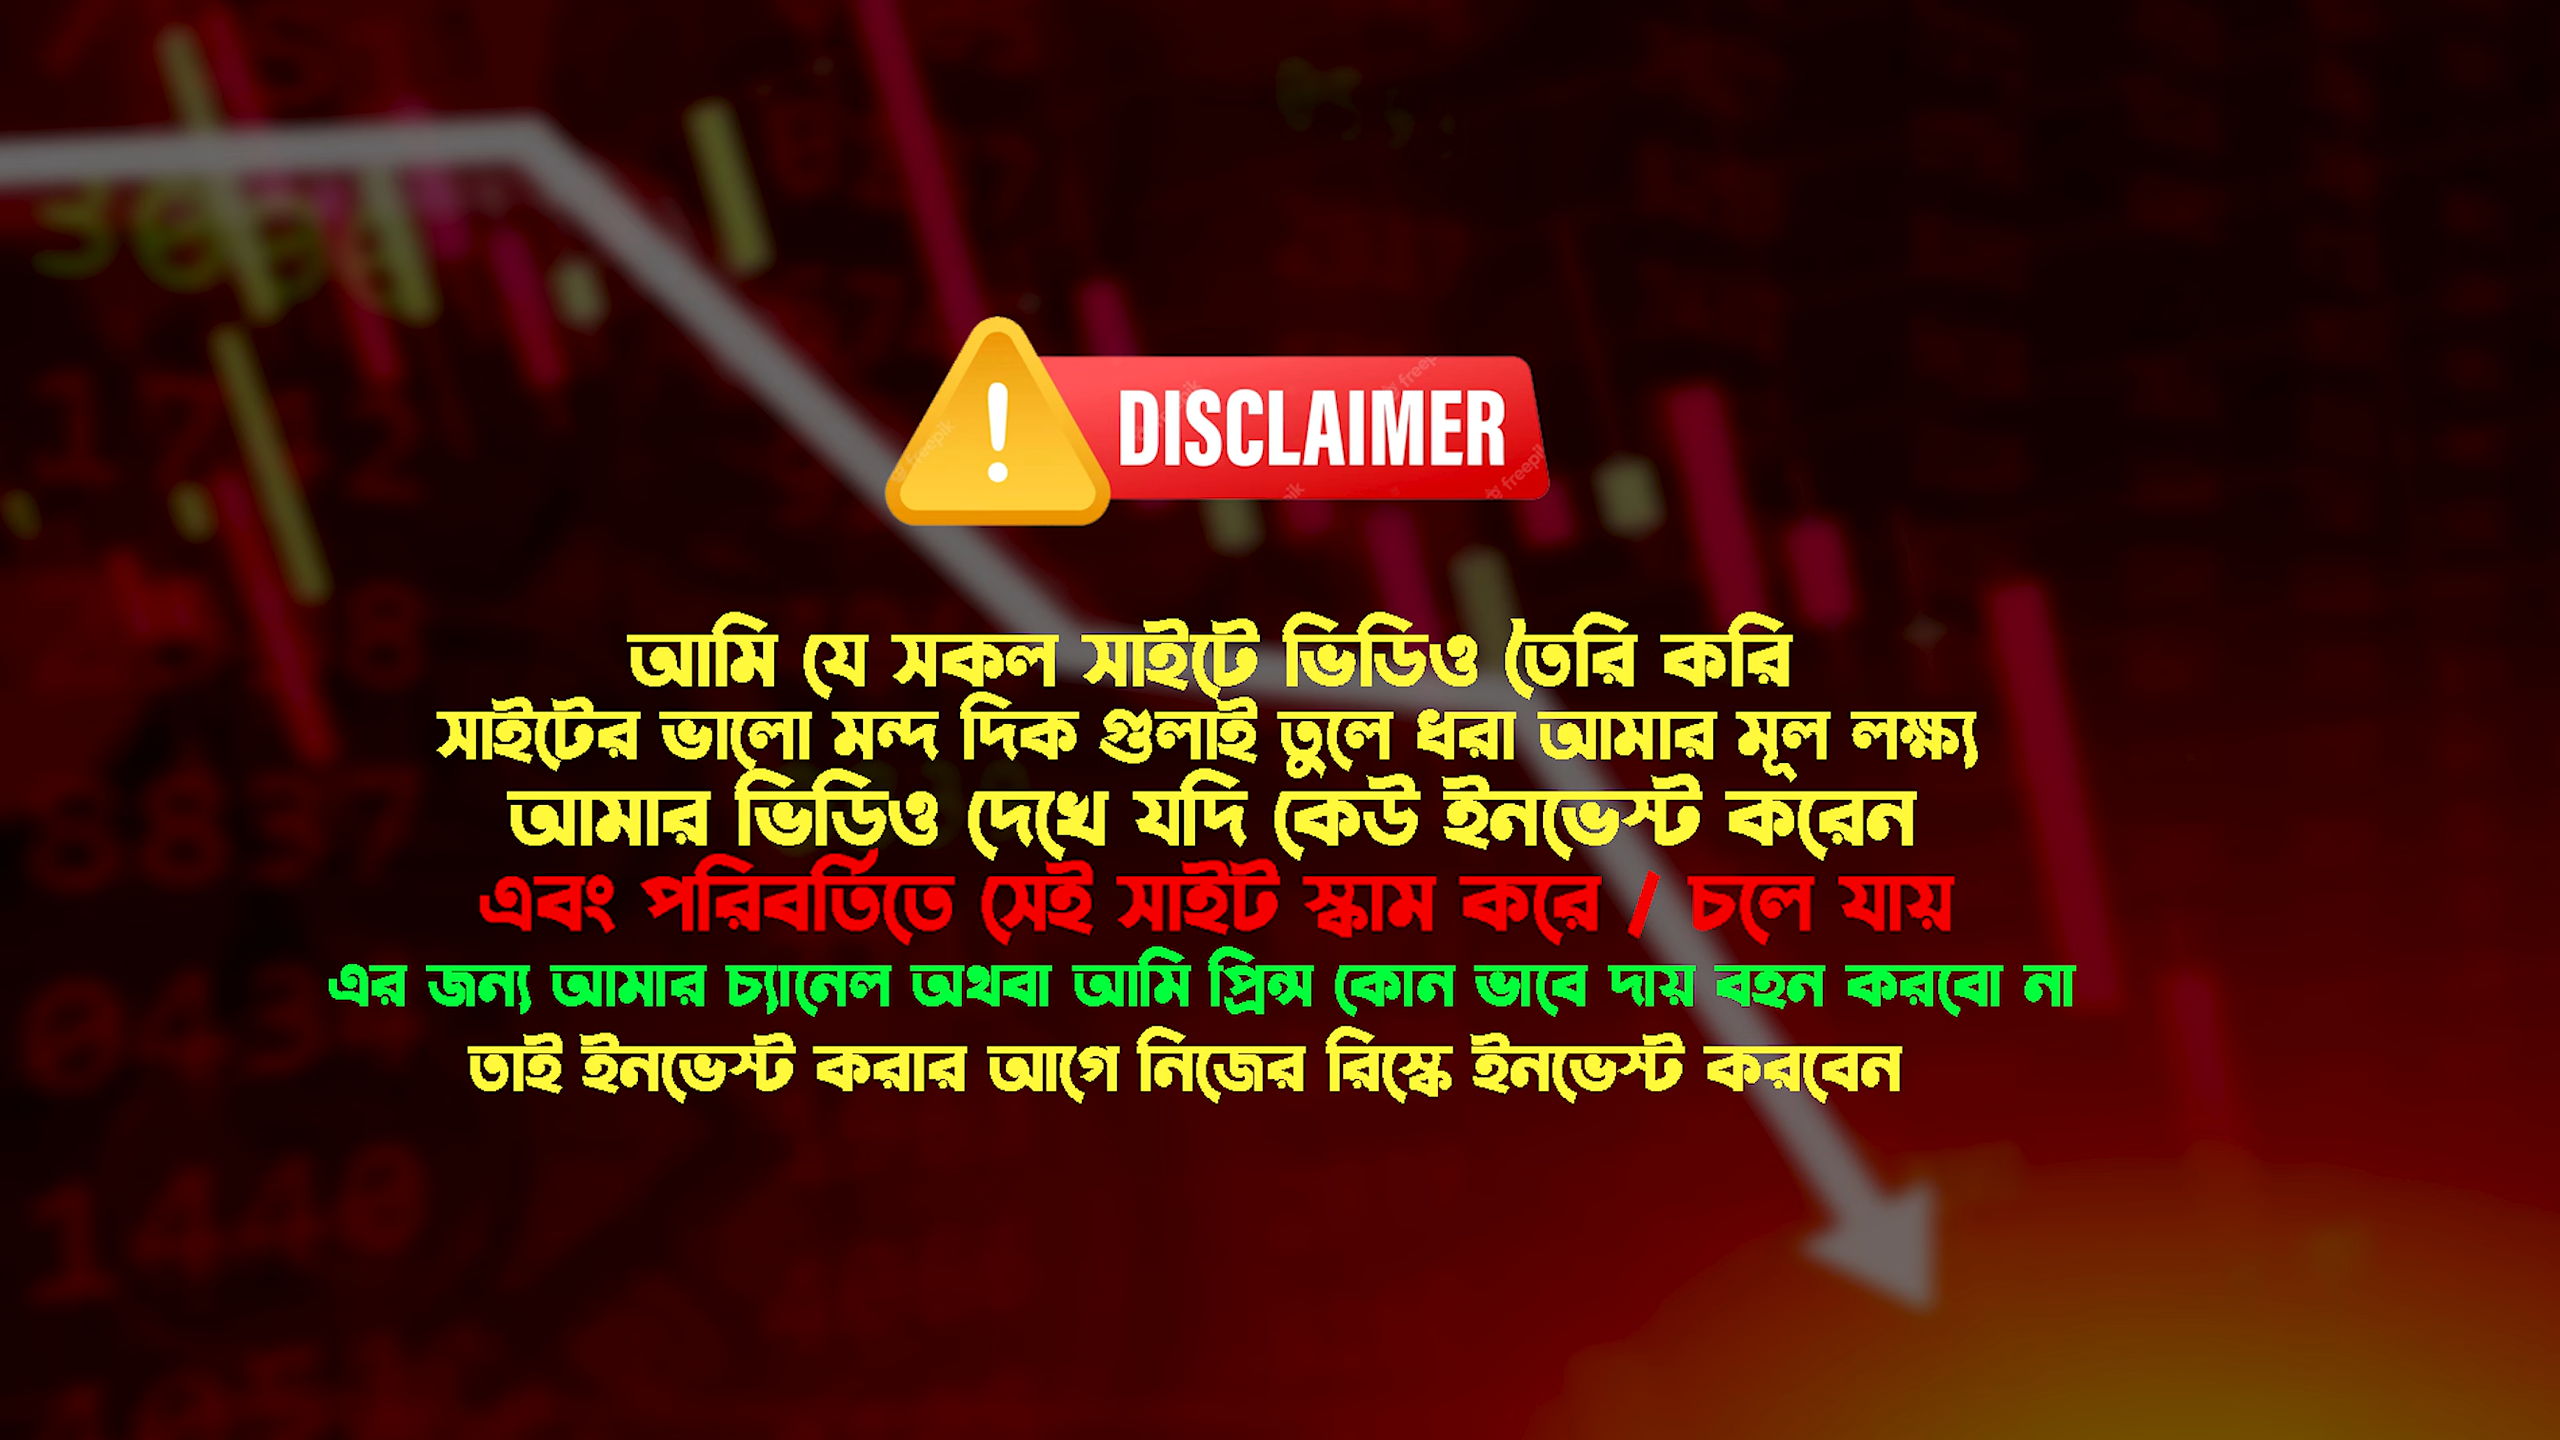 DISCLAIMER
আমি যে সকল সাইটে ভিডিও তৈরি করি
সাইটের ভালো মন্দ দিক গুলাই তুলে ধরা আমার মূল লক্ষ্য
আমার ভিডিও দেখে যদি কেউ ইনভেস্ট করেন
এবং পরিবর্তিতে সেই সাইট স্কাম করে / চলে যায়
এর জন্য আমার চ্যানেল অথবা আমি প্রিন্স কোন ভাবে দায় বহন করবো না
তাই ইনভেস্ট করার আগে নিজের রিস্কে ইনভেস্ট করবেন